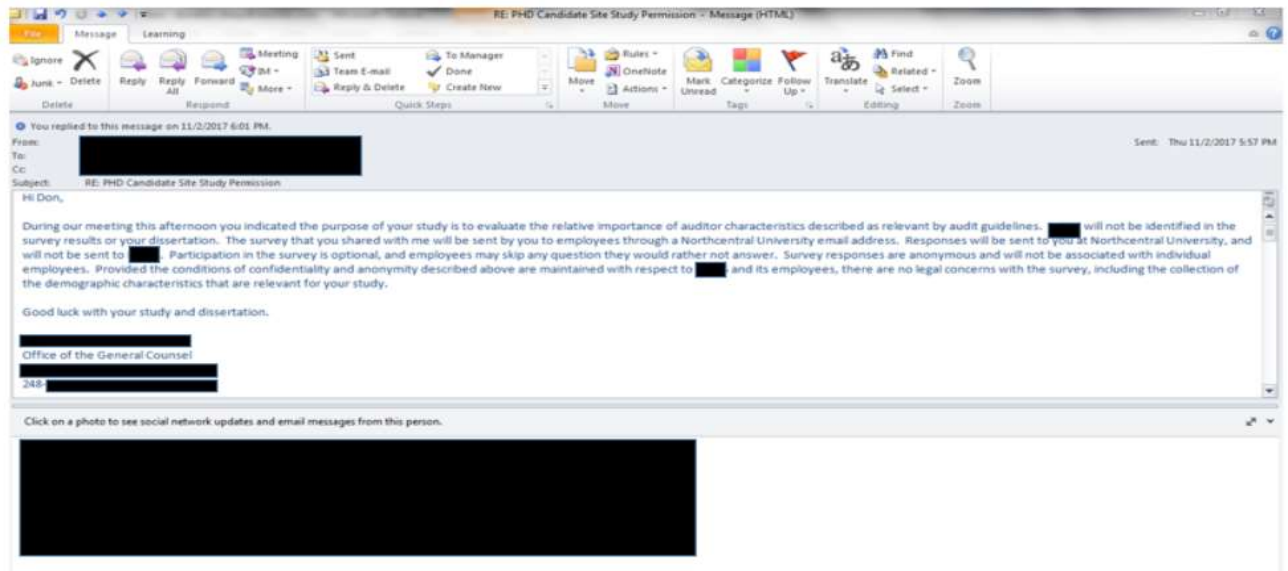 RE: PHD Candidate Site Study Permission - Message (HTML)
File Message Learning
Ignore
Junk Delete
Reply Reply All Forward
Meeting
IM
More
Sent
Team E-mail
Reply & Delete
To Manager
Done
Create New
Move
Rules
OneNote
Actions
Mark Unread Categorize Follow Up
Translate
Find
Related
Select
Zoom
Delete Respond Quick Steps Move Tags Editing Zoom
You replied to this message on 11/2/2017 6:01 PM.
From: Sent: Thu 11/2/2017 5:57 PM
To:
Cc:
Subject: RE: PHD Candidate Site Study Permission
Hi Don,
During our meeting this afternoon you indicated the purpose of your study is to evaluate the relative importance of auditor characteristics described as relevant by audit guidelines. will not be identified in the
survey results or your dissertation. The survey that you shared with me will be sent by you to employees through a Northcentral University email address. Responses will be sent to you at Northcentral University, and
will not be sent to . Participation in the survey is optional, and employees may skip any question they would rather not answer. Survey responses are anonymous and will not be associated with individual
employees. Provided the conditions of confidentiality and anonymity described above are maintained with respect to and its employees, there are no legal concerns with the survey, including the collection of
the demographic characteristics that are relevant for your study.
Good luck with your study and dissertation.
Office of the General Counsel
248-
Click on a photo to see social network updates and email messages from this person.